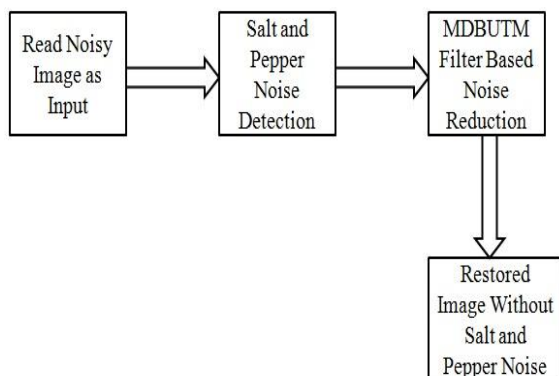 Read Noisy
Image as
Input
Salt and
Pepper
Noise
Detection
MDBUTM
Filter Based
Noise
Reduction
Restored
Image Without
Salt and
Pepper Noise